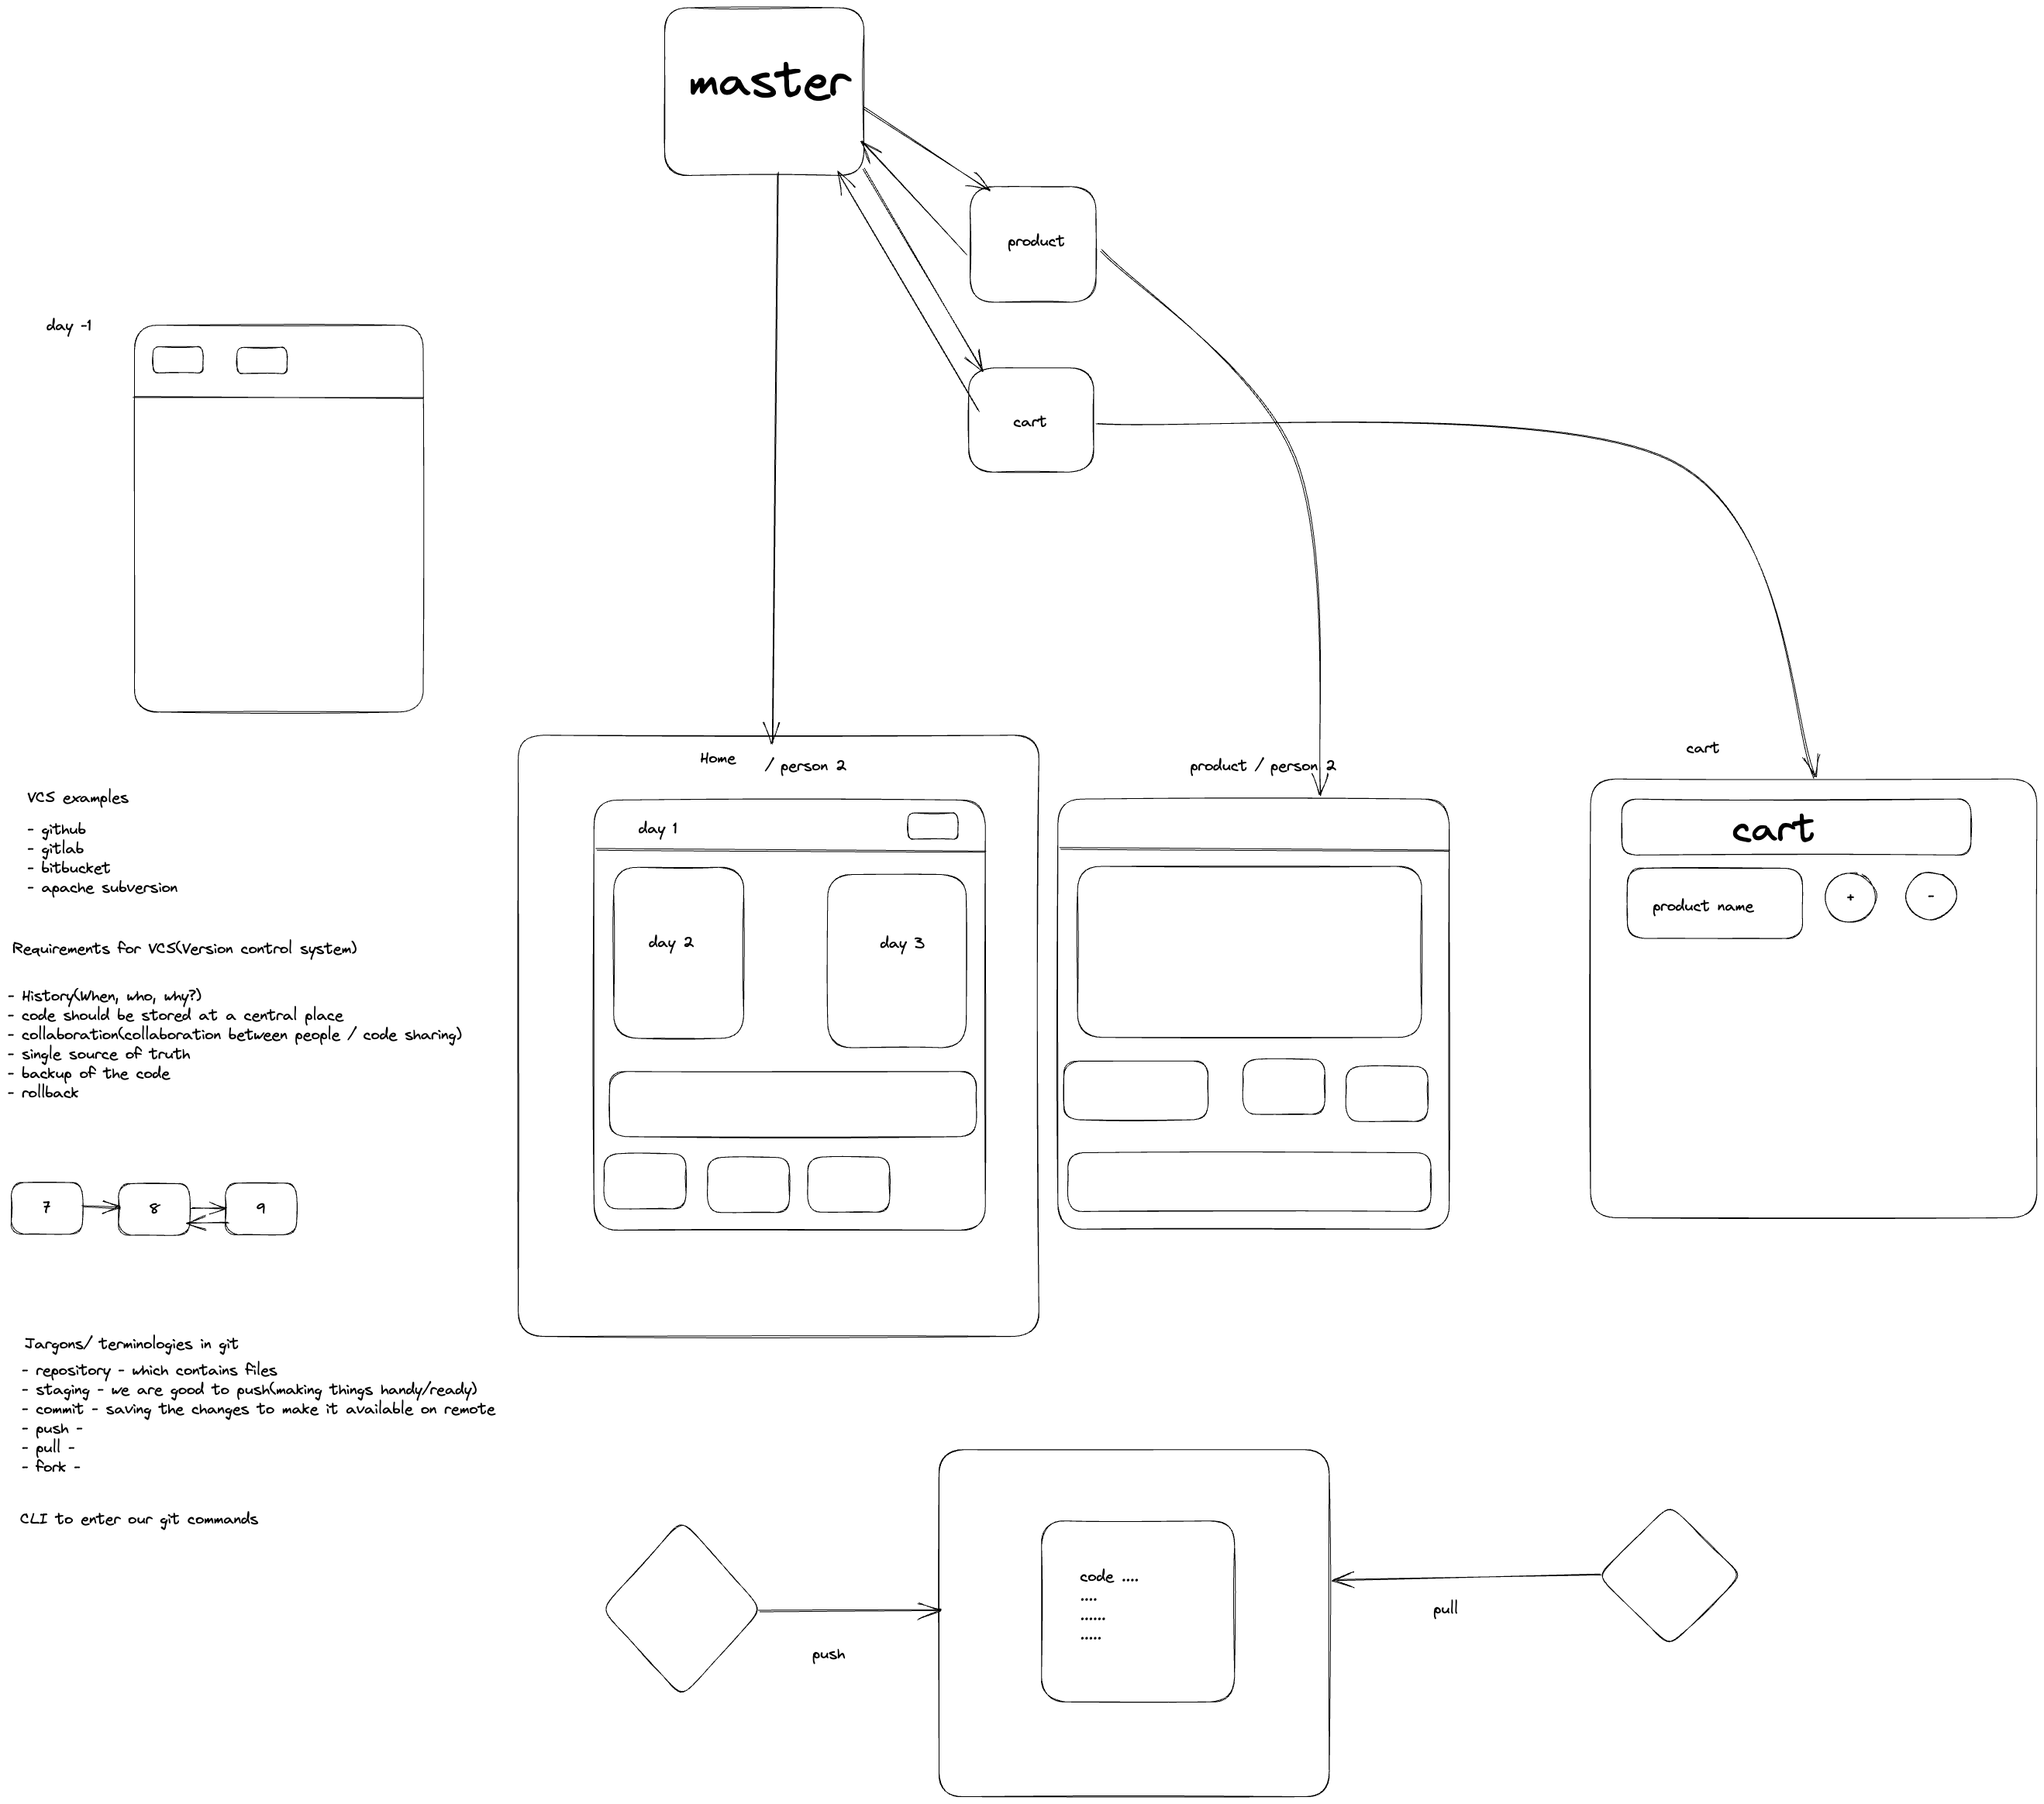 master
product
day -1
cart
Home / person 2
product / person 2
cart
VCS examples
- github
- gitlab
- bitbucket
- apache subversion
day 1
day 2
day 3
cart
product name
+
-
Requirements for VCS(Version control system)
- History(When, who, why?)
- code should be stored at a central place
- collaboration(collaboration between people / code sharing)
- single source of truth
- backup of the code
- rollback
7
8
9
Jargons/ terminologies in git
- repository - which contains files
- staging - we are good to push(making things handy/ready)
- commit - saving the changes to make it available on remote
- push -
- pull -
- fork -
CLI to enter our git commands
code ....
....
......
.....
push
pull